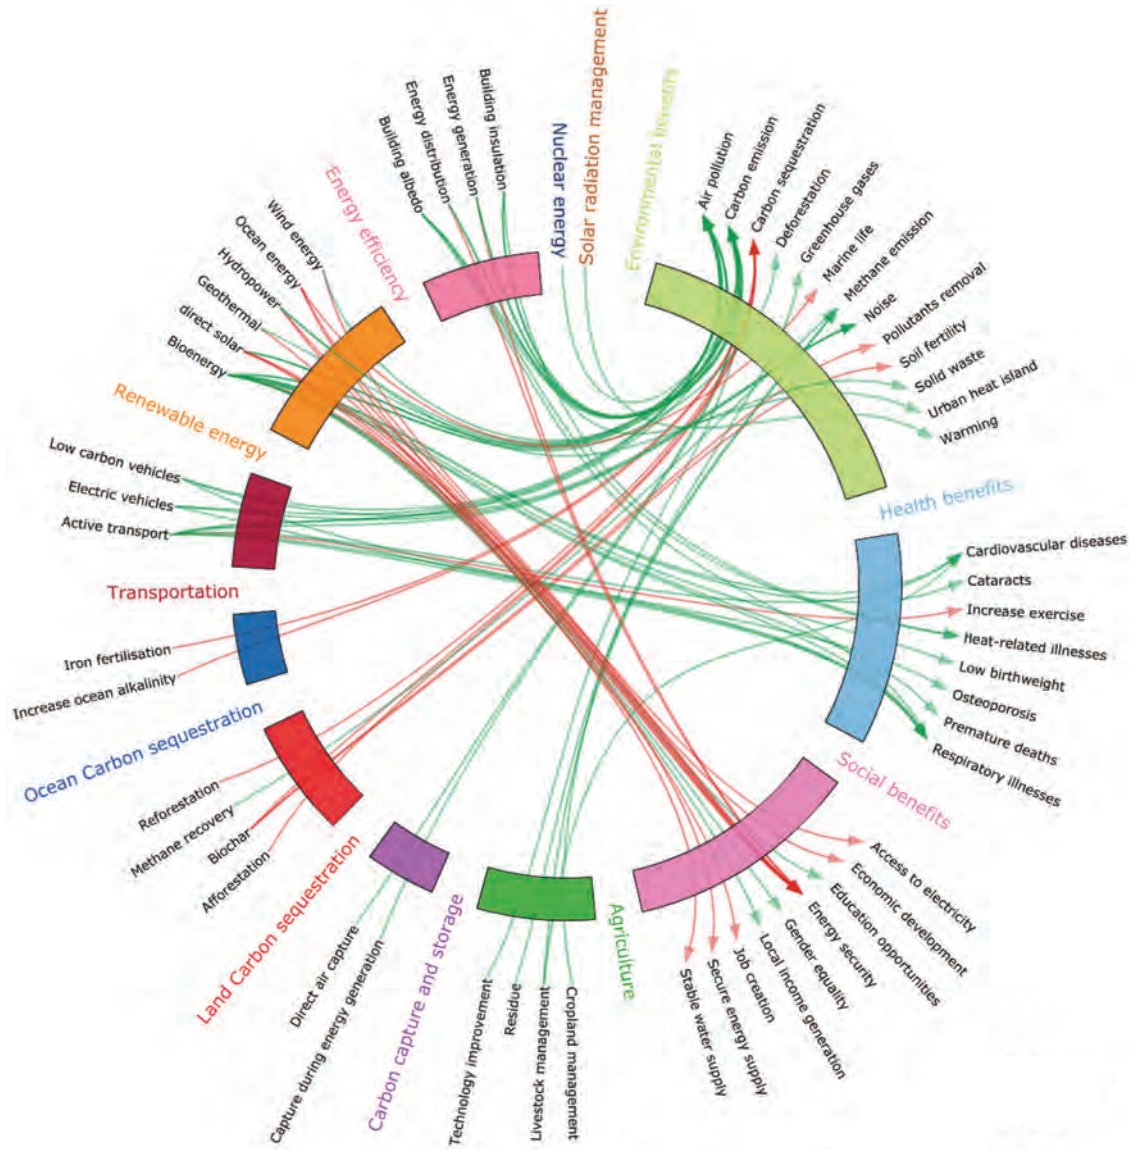 Solar radiation management
Nuclear energy
Environmental benefits
Air pollution
Carbon emission
Carbon sequestration
Deforestation
Greenhouse gases
Marine life
Methane emission
Noise
Pollutants removal
Soil fertility
Solid waste
Urban heat island
Warming
Health benefits
Cardiovascular diseases
Cataracts
Increase exercise
Heat-related illnesses
Low birthweight
Osteoporosis
Premature deaths
Respiratory illnesses
Social benefits
Access to electricity
Economic development
Education opportunities
Energy security
Gender equality
Local income generation
Job creation
Secure energy supply
Stable water supply
Agriculture
Cropland management
Livestock management
Residue
Technology improvement
Carbon capture and storage
Capture during energy generation
Direct air capture
Land Carbon sequestration
Afforestation
Biochar
Methane recovery
Reforestation
Ocean Carbon sequestration
Increase ocean alkalinity
Iron fertilisation
Transportation
Active transport
Electric vehicles
Low carbon vehicles
Renewable energy
Bioenergy
direct solar
Geothermal
Hydropower
Ocean energy
Wind energy
Energy efficiency
Building albedo
Energy distribution
Energy generation
Building insulation